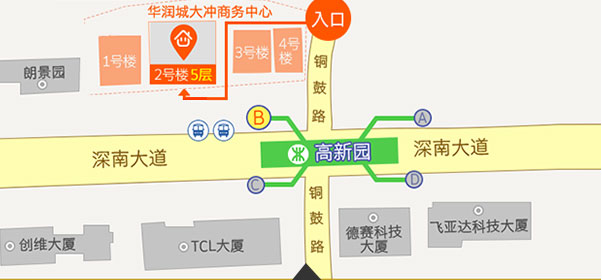 华润城大冲商务中心
入口
1号楼
2号楼5层
3号楼
4号
楼
朗景园
铜鼓路
B
A
深南大道
高新园
深南大道
C
D
铜鼓路
创维大厦
TCL大厦
德赛科技
大厦
飞亚达科技大厦